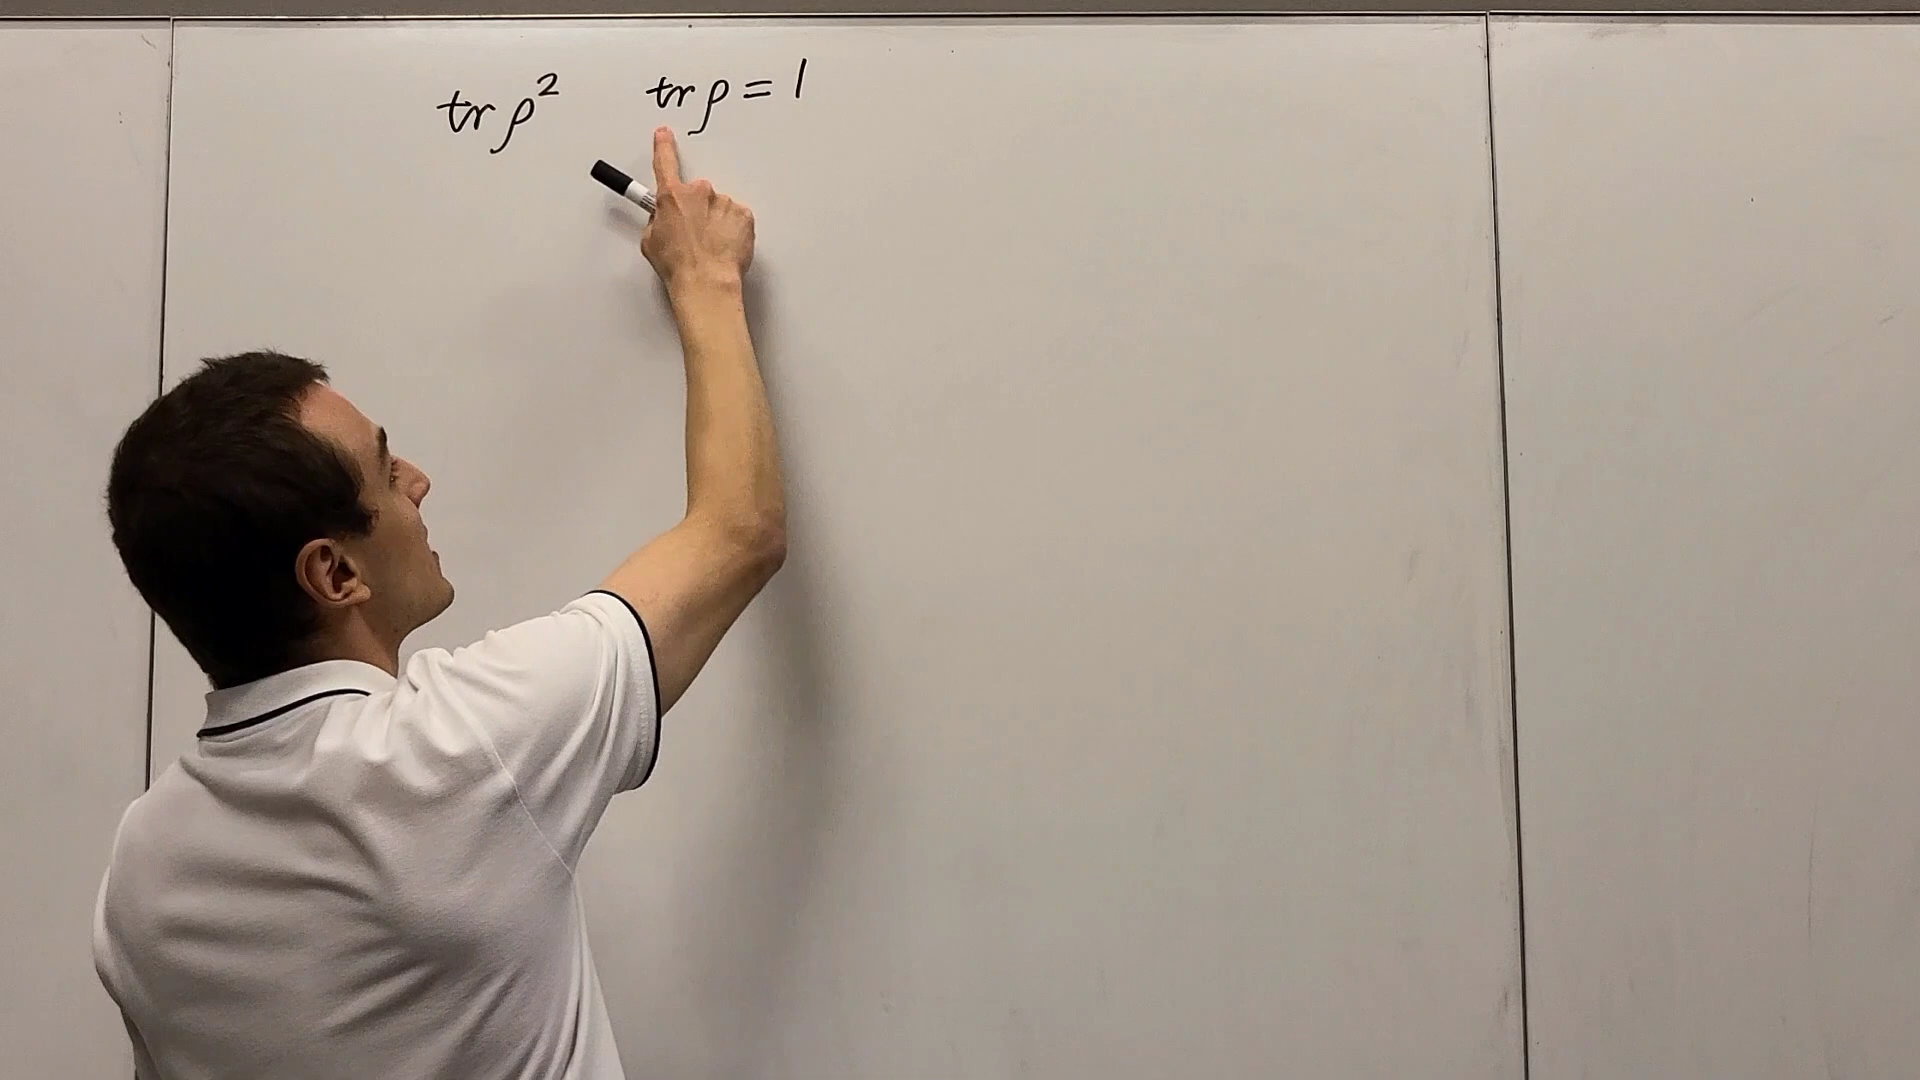 tr ρ² tr ρ = 1